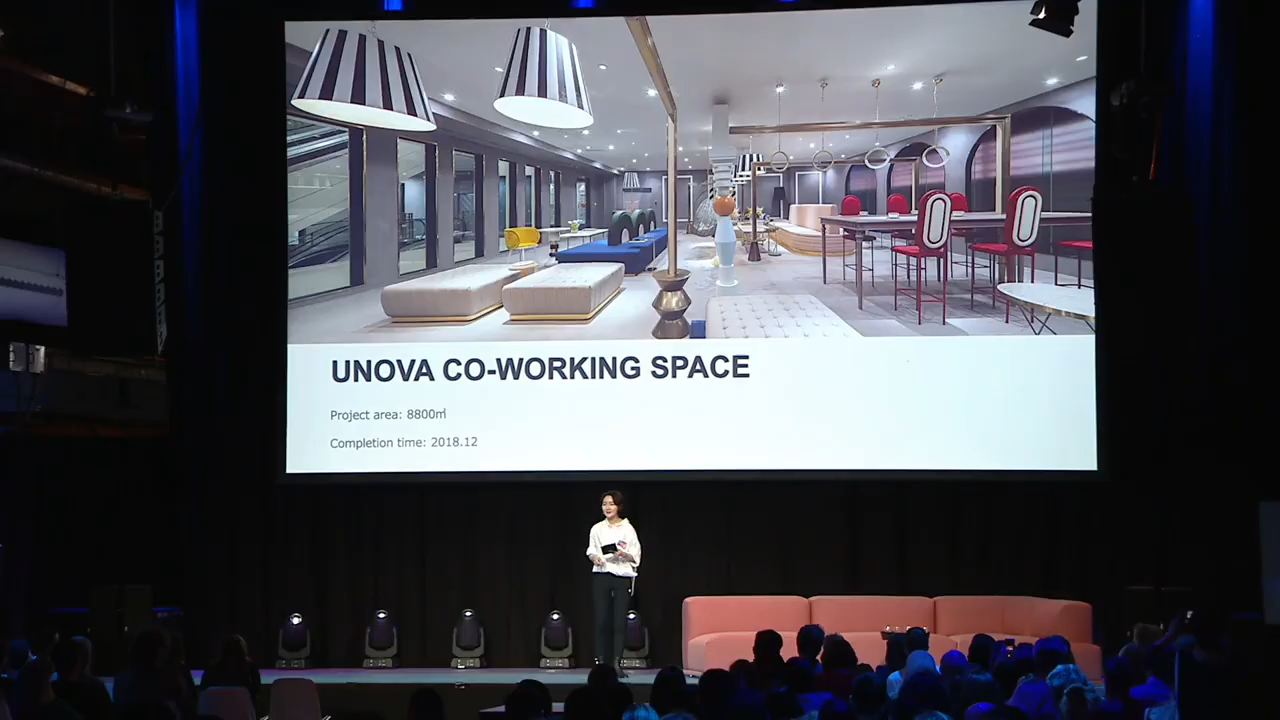 UNOVA CO-WORKING SPACE
Project area: 8800㎡
Completion time: 2018.12